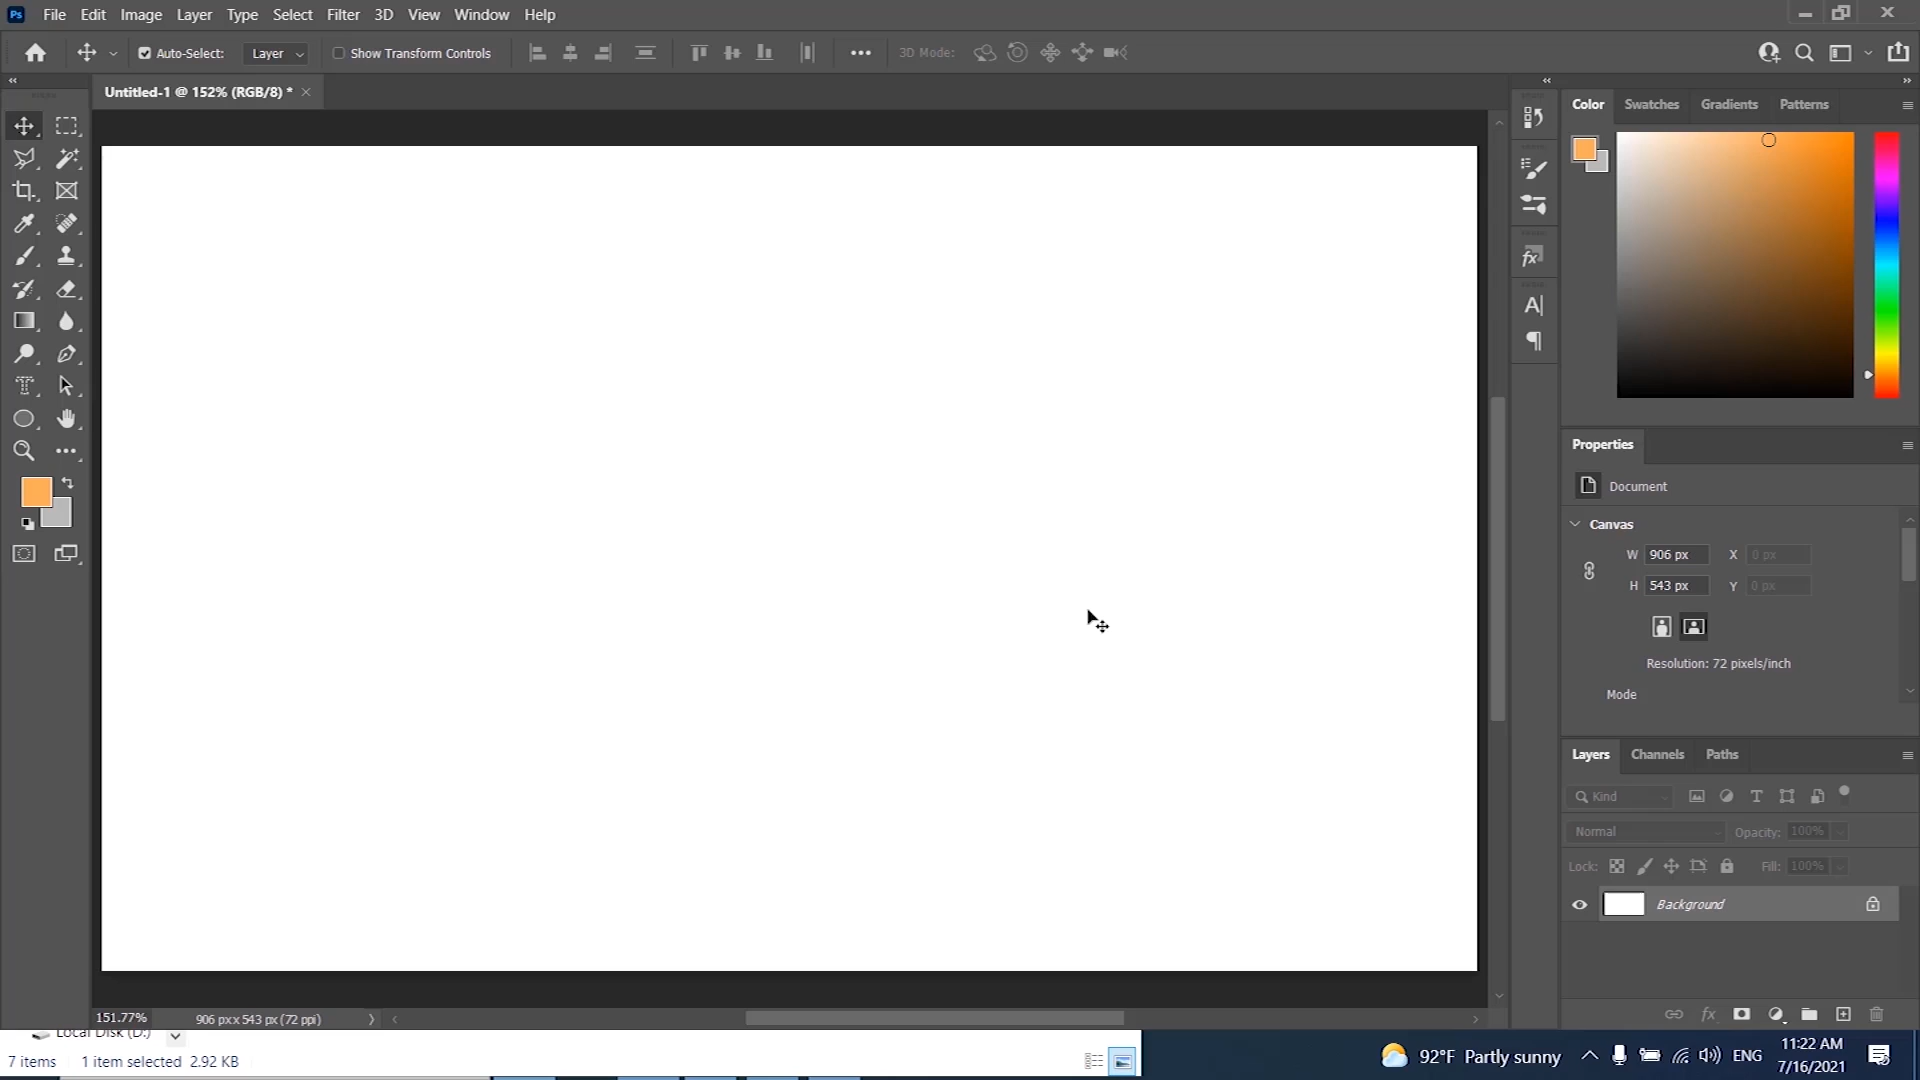 Ps File Edit Image Layer Type Select Filter 3D View Window Help
Auto-Select: Layer Show Transform Controls 3D Mode:
Untitled-1 @ 152% (RGB/8) *
Color Swatches Gradients Patterns
Properties
Document
Canvas
W 906 px X 0 px
H 543 px Y 0 px
Resolution: 72 pixels/inch
Mode
Layers Channels Paths
Kind
Normal Opacity: 100%
Lock: Fill: 100%
Background
151.77% 906 px x 543 px (72 ppi)
Local Disk (D:)
7 items 1 item selected 2.92 KB
92°F Partly sunny ENG 11:22 AM
7/16/2021